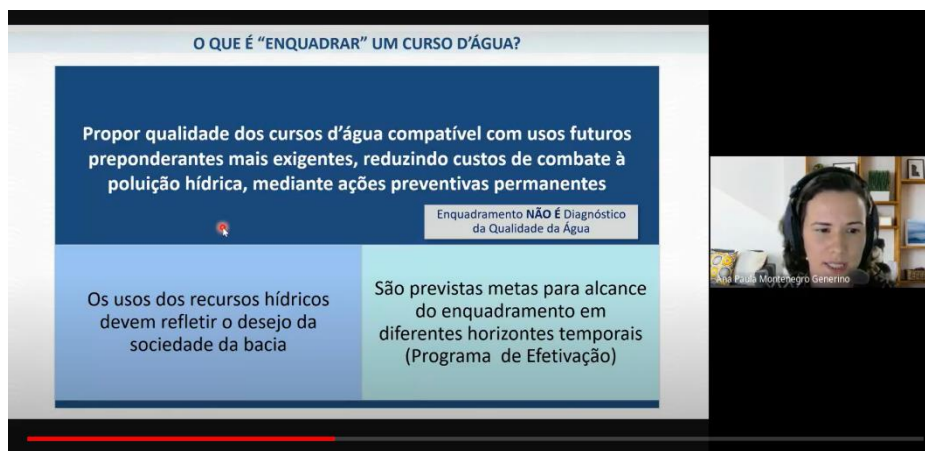 O QUE É “ENQUADRAR” UM CURSO D’ÁGUA?
Propor qualidade dos cursos d’água compatível com usos futuros
preponderantes mais exigentes, reduzindo custos de combate à
poluição hídrica, mediante ações preventivas permanentes
Enquadramento NÃO É Diagnóstico
da Qualidade da Água
Os usos dos recursos hídricos
devem refletir o desejo da
sociedade da bacia
São previstas metas para alcance
do enquadramento em
diferentes horizontes temporais
(Programa de Efetivação)
Ana Paula Montenegro Generino